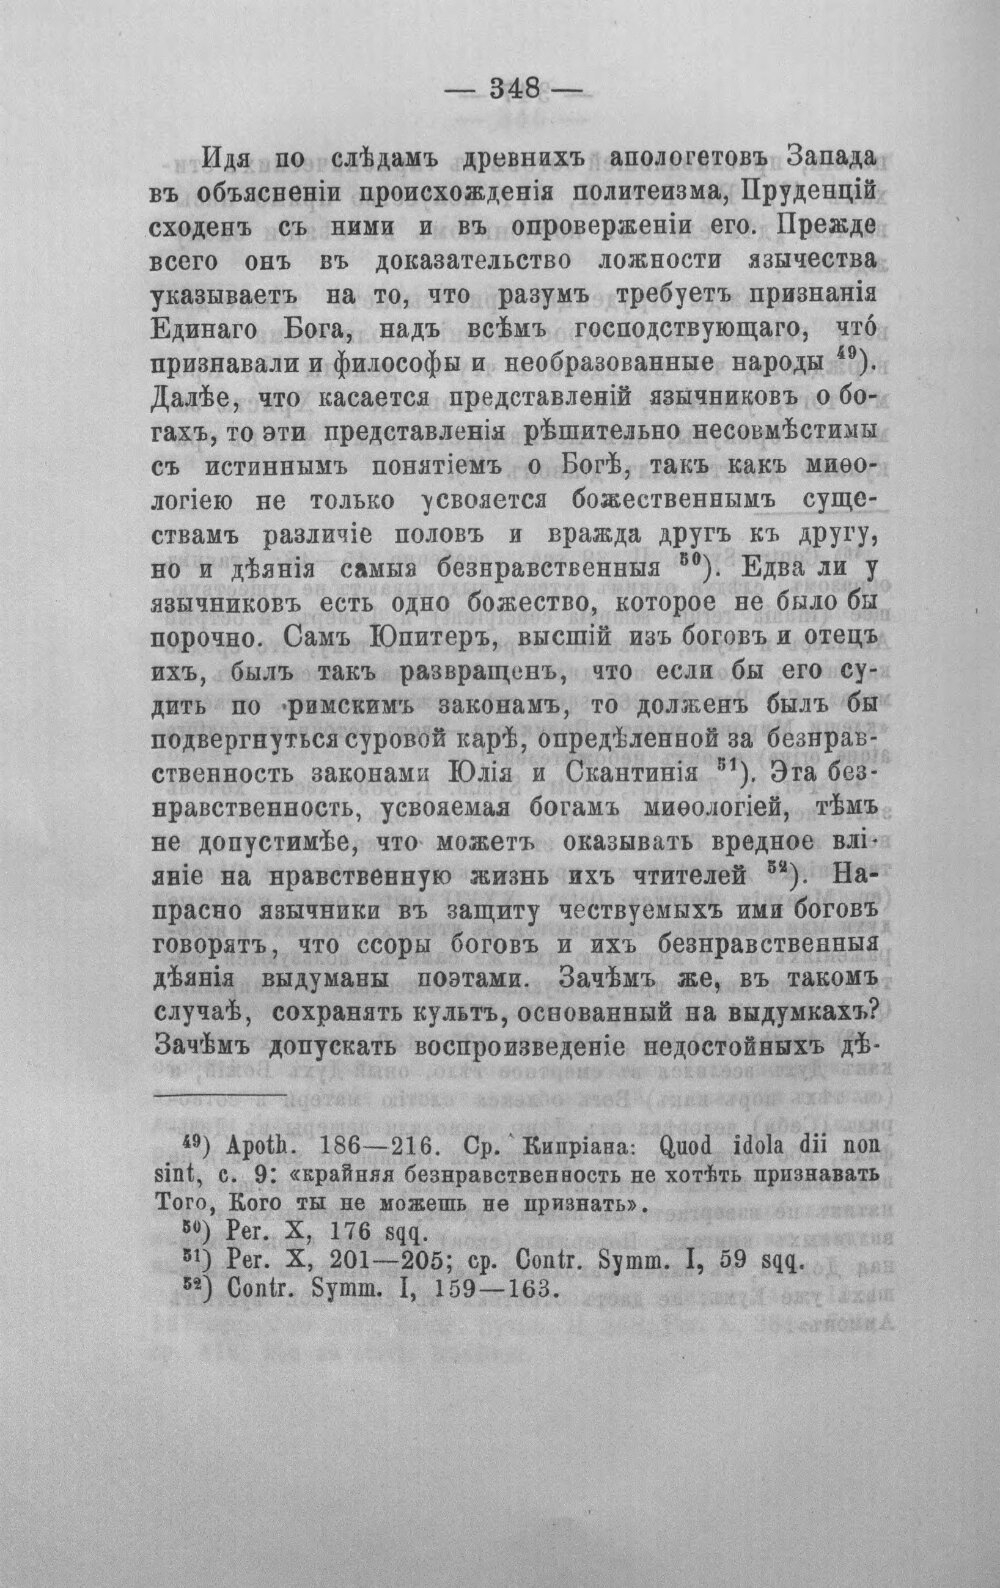 — 348 —
Идя по слѣдамъ древнихъ апологетовъ Запада
въ объясненіи происхожденія политеизма, Пруденцій
сходенъ съ ними и въ опроверженіи его. Прежде
всего онъ въ доказательство ложности язычества
указываетъ на то, что разумъ требуетъ признанія
Единаго Бога, надъ всѣмъ господствующаго, что́
признавали и философы и необразованные народы ⁴⁹).
Далѣе, что касается представленій язычниковъ о бо-
гахъ, то эти представленія рѣшительно несовмѣстимы
съ истиннымъ понятіемъ о Богѣ, такъ какъ миѳо-
логіею не только усвояется божественнымъ суще-
ствамъ различіе половъ и вражда другъ къ другу,
но и дѣянія самыя безнравственныя ⁵⁰). Едва ли у
язычниковъ есть одно божество, которое не было бы
порочно. Самъ Юпитеръ, высшій изъ боговъ и отецъ
ихъ, былъ такъ развращенъ, что если бы его су-
дить по римскимъ законамъ, то долженъ былъ бы
подвергнуться суровой карѣ, опредѣленной за безнрав-
ственность законами Юлія и Скантинія ⁵¹). Эта без-
нравственность, усвояемая богамъ миѳологіей, тѣмъ
не допустимѣе, что можетъ оказывать вредное влі-
яніе на нравственную жизнь ихъ чтителей ⁵²). На-
прасно язычники въ защиту чествуемыхъ ими боговъ
говорятъ, что ссоры боговъ и ихъ безнравственныя
дѣянія выдуманы поэтами. Зачѣмъ же, въ такомъ
случаѣ, сохранять культъ, основанный на выдумкахъ?
Зачѣмъ допускать воспроизведеніе недостойныхъ дѣ-
⁴⁹) Apoth. 186—216. Ср. Кипріана: Quod idola dii non
sint, c. 9: «крайняя безнравственность не хотѣть признавать
Того, Кого ты не можешь не признать».
⁵⁰) Per. X, 176 sqq.
⁵¹) Per. X, 201—205; ср. Contr. Symm. I, 59 sqq.
⁵²) Contr. Symm. I, 159—163.